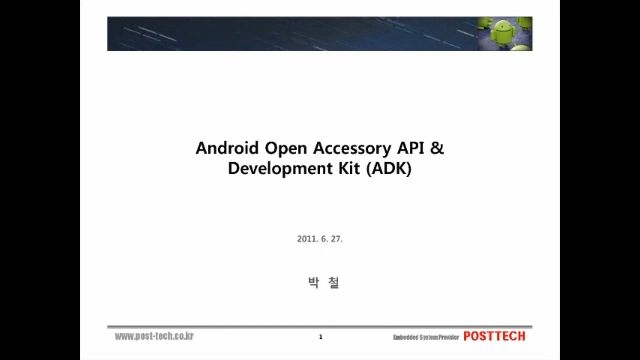 Android Open Accessory API &
Development Kit (ADK)
2011. 6. 27.
박 철
www.post-tech.co.kr
1
Embedded System Provider POSTTECH